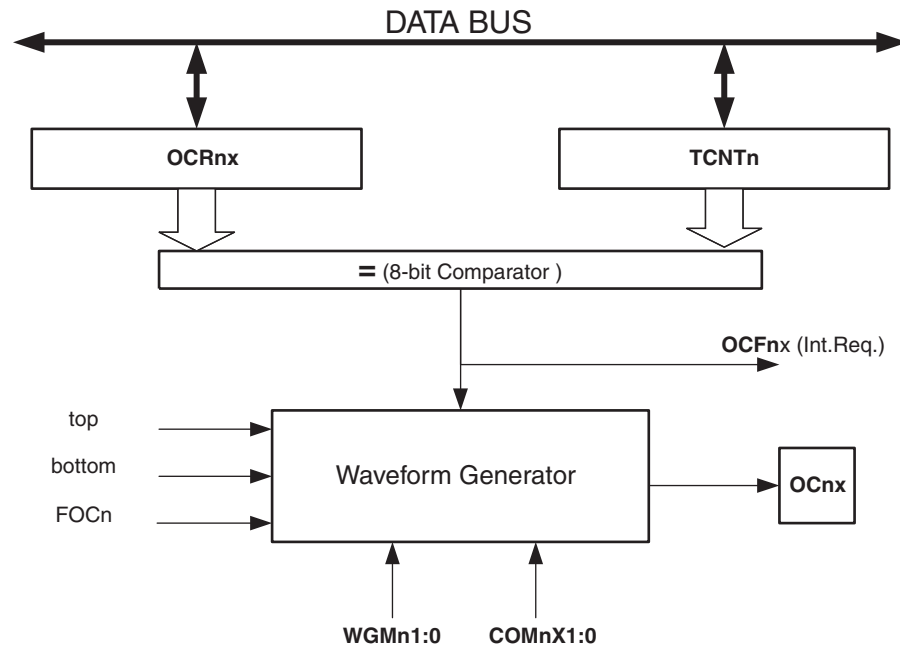 DATA BUS
OCRnx
TCNTn
= (8-bit Comparator )
OCFnx (Int.Req.)
top
bottom
FOCn
Waveform Generator
OCnx
WGMn1:0
COMnX1:0